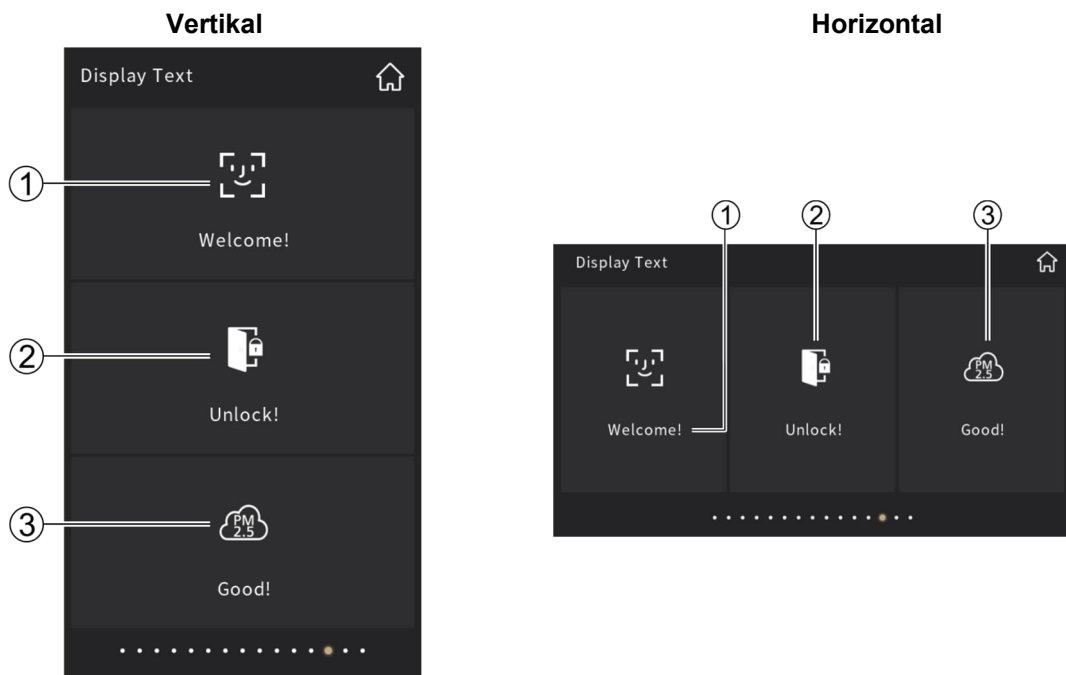 Vertikal
Display Text
1
Welcome!
2
Unlock!
3
PM
2.5
Good!
Horizontal
1 2 3
Display Text
PM
2.5
Welcome! Unlock! Good!